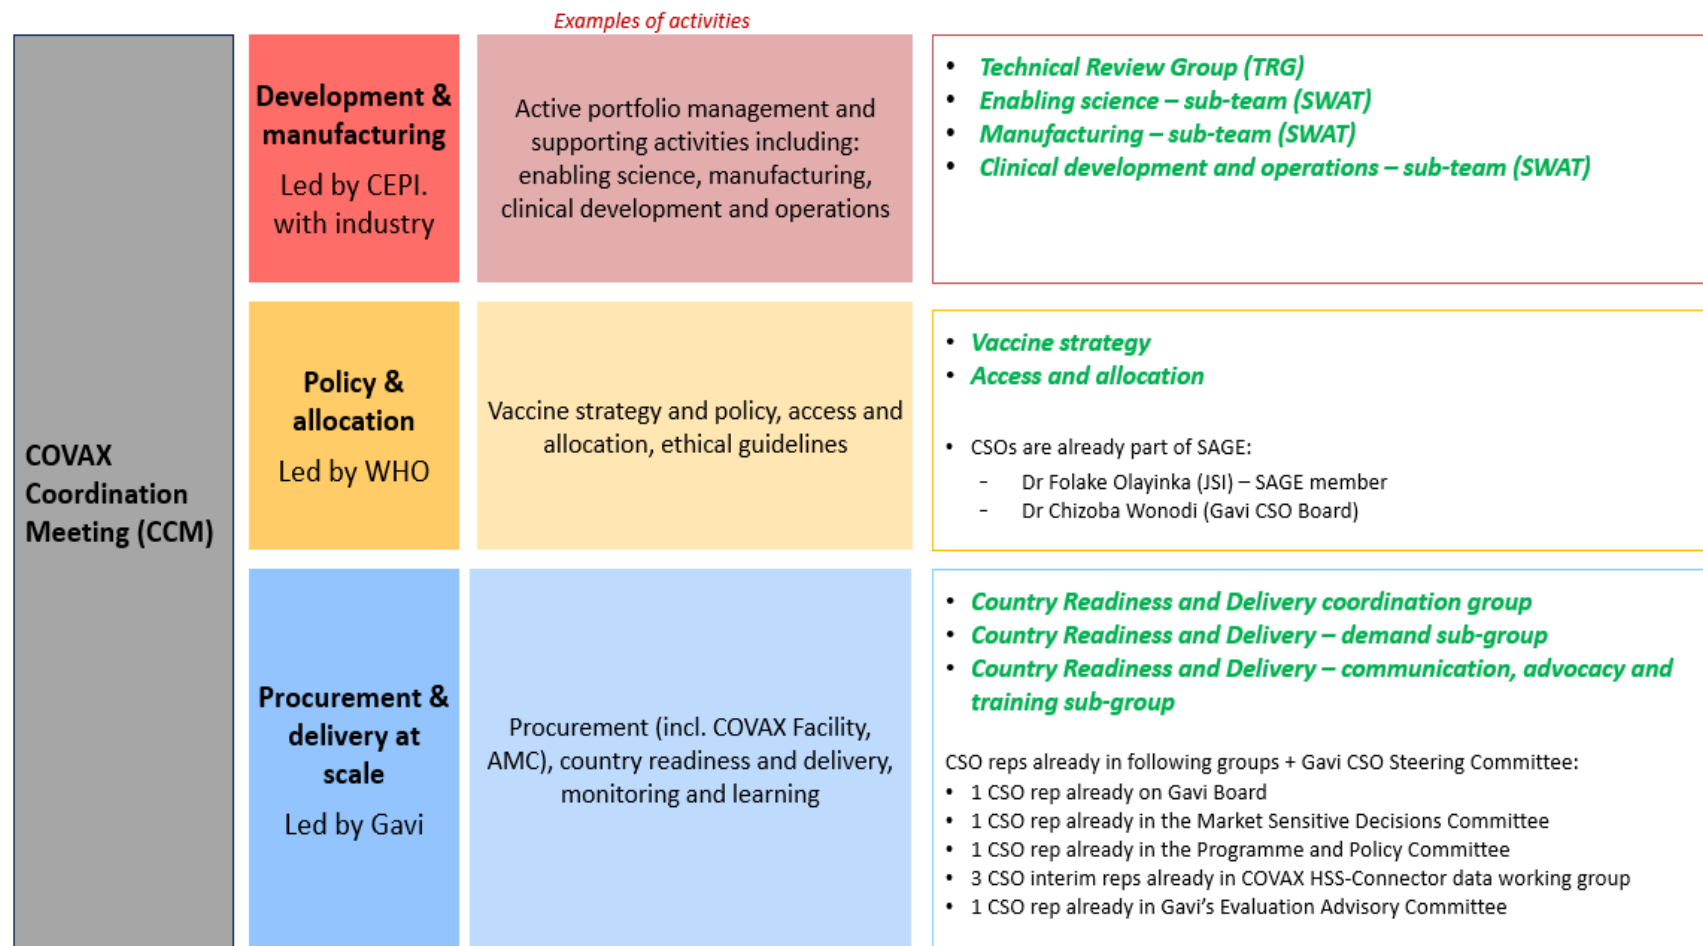 Examples of activities
COVAX
Coordination
Meeting (CCM)
Development &
manufacturing
Led by CEPI.
with industry
Active portfolio management and
supporting activities including:
enabling science, manufacturing,
clinical development and operations
• Technical Review Group (TRG)
• Enabling science – sub-team (SWAT)
• Manufacturing – sub-team (SWAT)
• Clinical development and operations – sub-team (SWAT)
Policy &
allocation
Led by WHO
Vaccine strategy and policy, access and
allocation, ethical guidelines
• Vaccine strategy
• Access and allocation
• CSOs are already part of SAGE:
- Dr Folake Olayinka (JSI) – SAGE member
- Dr Chizoba Wonodi (Gavi CSO Board)
Procurement &
delivery at
scale
Led by Gavi
Procurement (incl. COVAX Facility,
AMC), country readiness and delivery,
monitoring and learning
• Country Readiness and Delivery coordination group
• Country Readiness and Delivery – demand sub-group
• Country Readiness and Delivery – communication, advocacy and
training sub-group
CSO reps already in following groups + Gavi CSO Steering Committee:
• 1 CSO rep already on Gavi Board
• 1 CSO rep already in the Market Sensitive Decisions Committee
• 1 CSO rep already in the Programme and Policy Committee
• 3 CSO interim reps already in COVAX HSS-Connector data working group
• 1 CSO rep already in Gavi’s Evaluation Advisory Committee